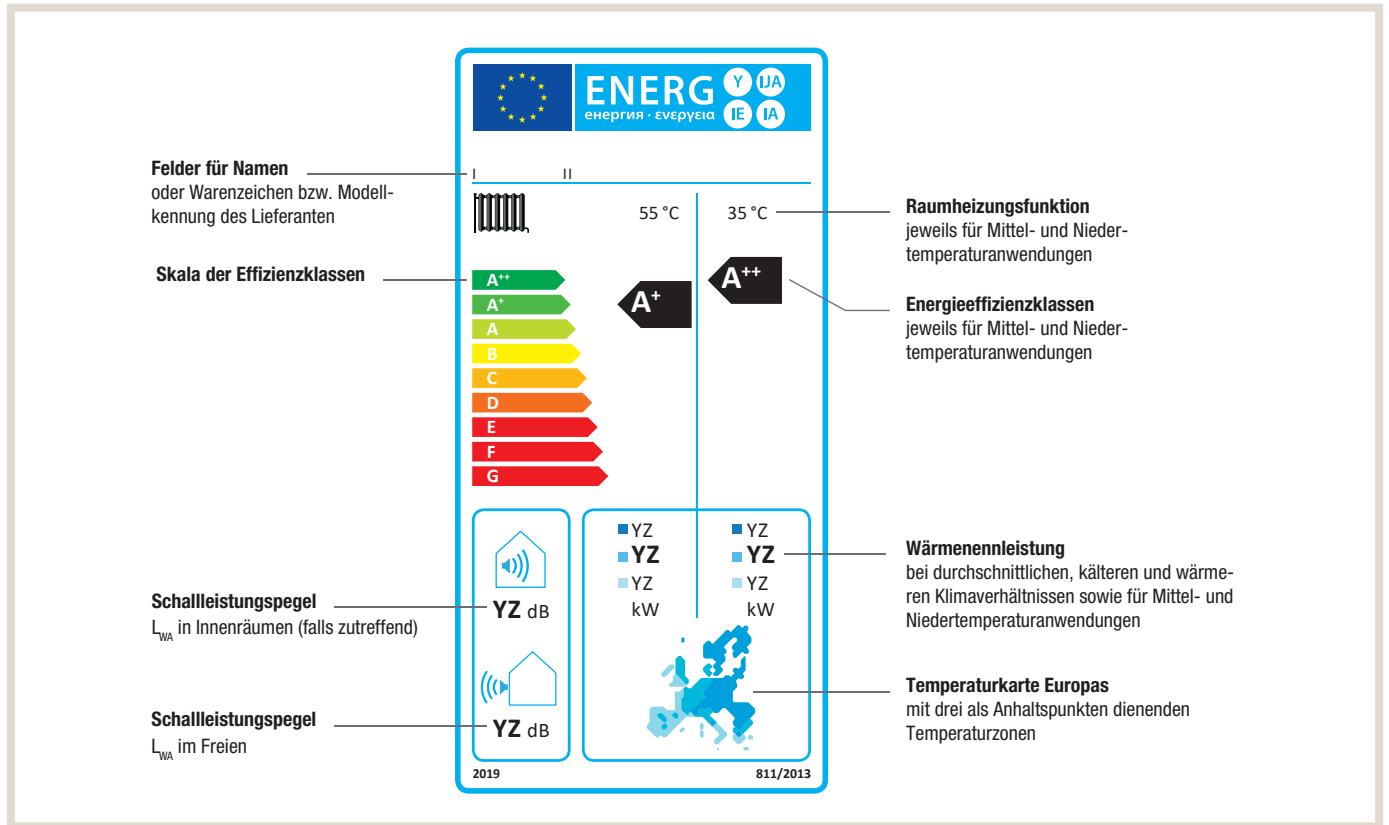 ENERG Y IJA
енергия · ενεργεια IE IA
Felder für Namen
oder Warenzeichen bzw. Modell-
kennung des Lieferanten
I II
55 °C 35 °C
Raumheizungsfunktion
jeweils für Mittel- und Nieder-
temperaturanwendungen
Skala der Effizienzklassen
A++
A+
A
B
C
D
E
F
G
A+
A++
Energieeffizienzklassen
jeweils für Mittel- und Nieder-
temperaturanwendungen
YZ YZ
YZ YZ
YZ YZ
kW kW
Wärmenennleistung
bei durchschnittlichen, kälteren und wärme-
ren Klimaverhältnissen sowie für Mittel- und
Niedertemperaturanwendungen
Schallleistungspegel
LWA in Innenräumen (falls zutreffend)
YZ dB
Temperaturkarte Europas
mit drei als Anhaltspunkten dienenden
Temperaturzonen
Schallleistungspegel
LWA im Freien
YZ dB
2019 811/2013